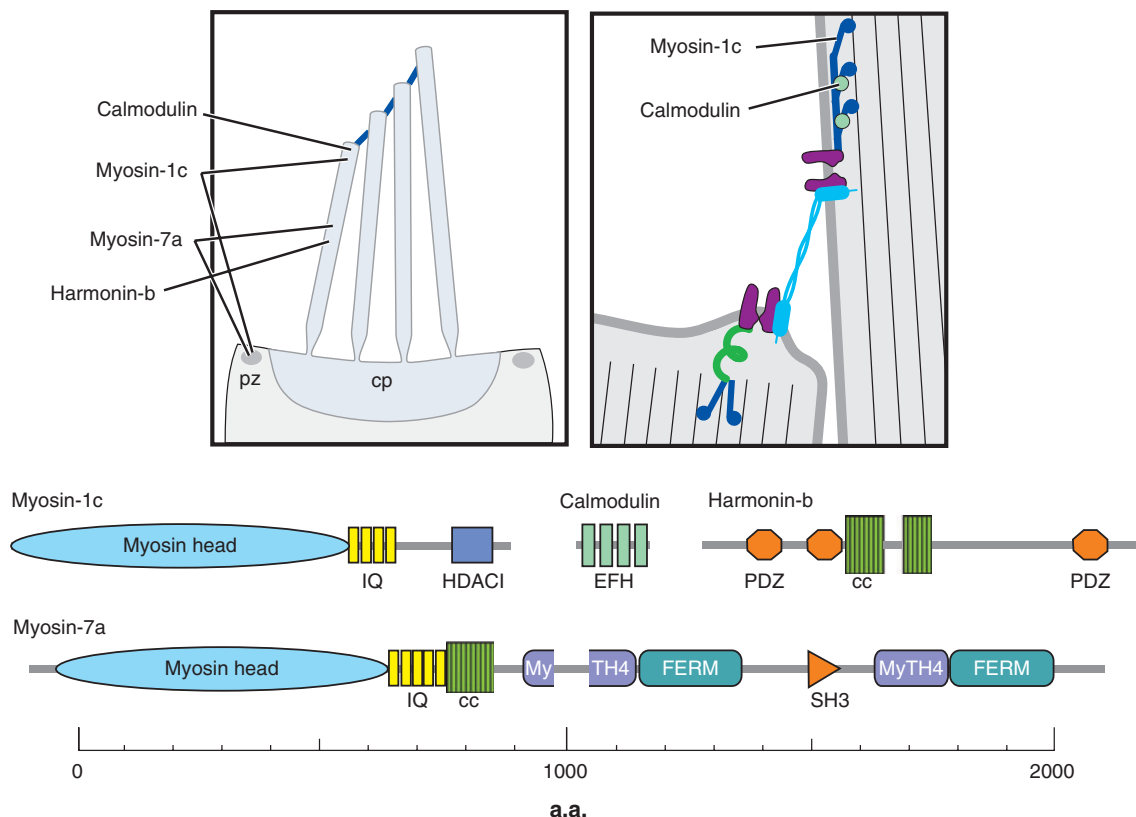 Calmodulin
Myosin-1c
Myosin-7a
Harmonin-b
pz
cp
Myosin-1c
Calmodulin
Myosin-1c
Calmodulin
Harmonin-b
Myosin head
IQ
HDACI
EFH
PDZ
cc
PDZ
Myosin-7a
Myosin head
My
TH4
FERM
MyTH4
FERM
IQ
cc
SH3
0
1000
2000
a.a.